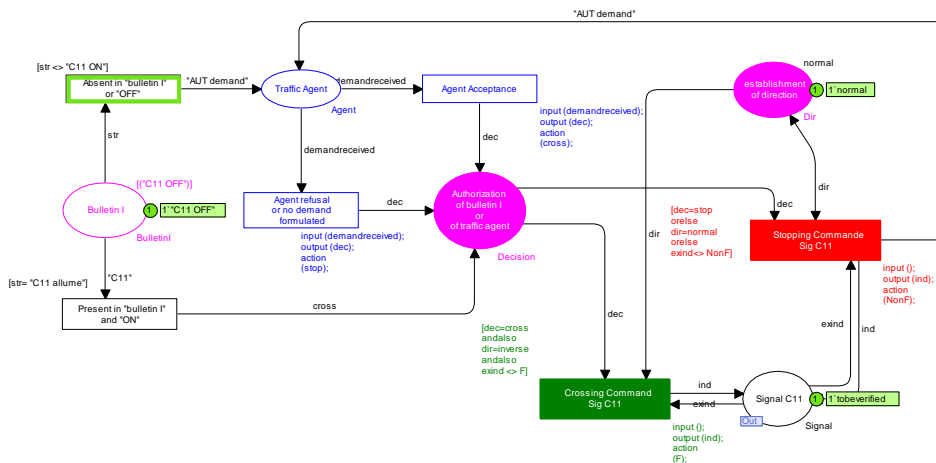 "AUT demand"
[str <> "C11 ON"]
Absent in "bulletin I"
or "OFF"
"AUT demand"
Traffic Agent
Agent
demandreceived
Agent Acceptance
input (demandreceived);
output (dec);
action
(cross);
normal
establishment
of direction
1
1`normal
Dir
str
demandreceived
dec
dir
[("C11 OFF")]
Bulletin I
1
1`"C11 OFF"
BulletinI
Agent refusal
or no demand
formulated
dec
input (demandreceived);
output (dec);
action
(stop);
Authorization
of bulletin I
or
of traffic agent
Decision
dir
[dec=stop
orelse
dir=normal
orelse
exind<> NonF]
dec
Stopping Commande
Sig C11
input ();
output (ind);
action
(NonF);
[str= "C11 allume"]
"C11"
Present in "bulletin I"
and "ON"
cross
dec
exind
ind
[dec=cross
andalso
dir=inverse
andalso
exind <> F]
Crossing Command
Sig C11
ind
exind
Signal C11
1
1`tobeverified
Out
Signal
input ();
output (ind);
action
(F);